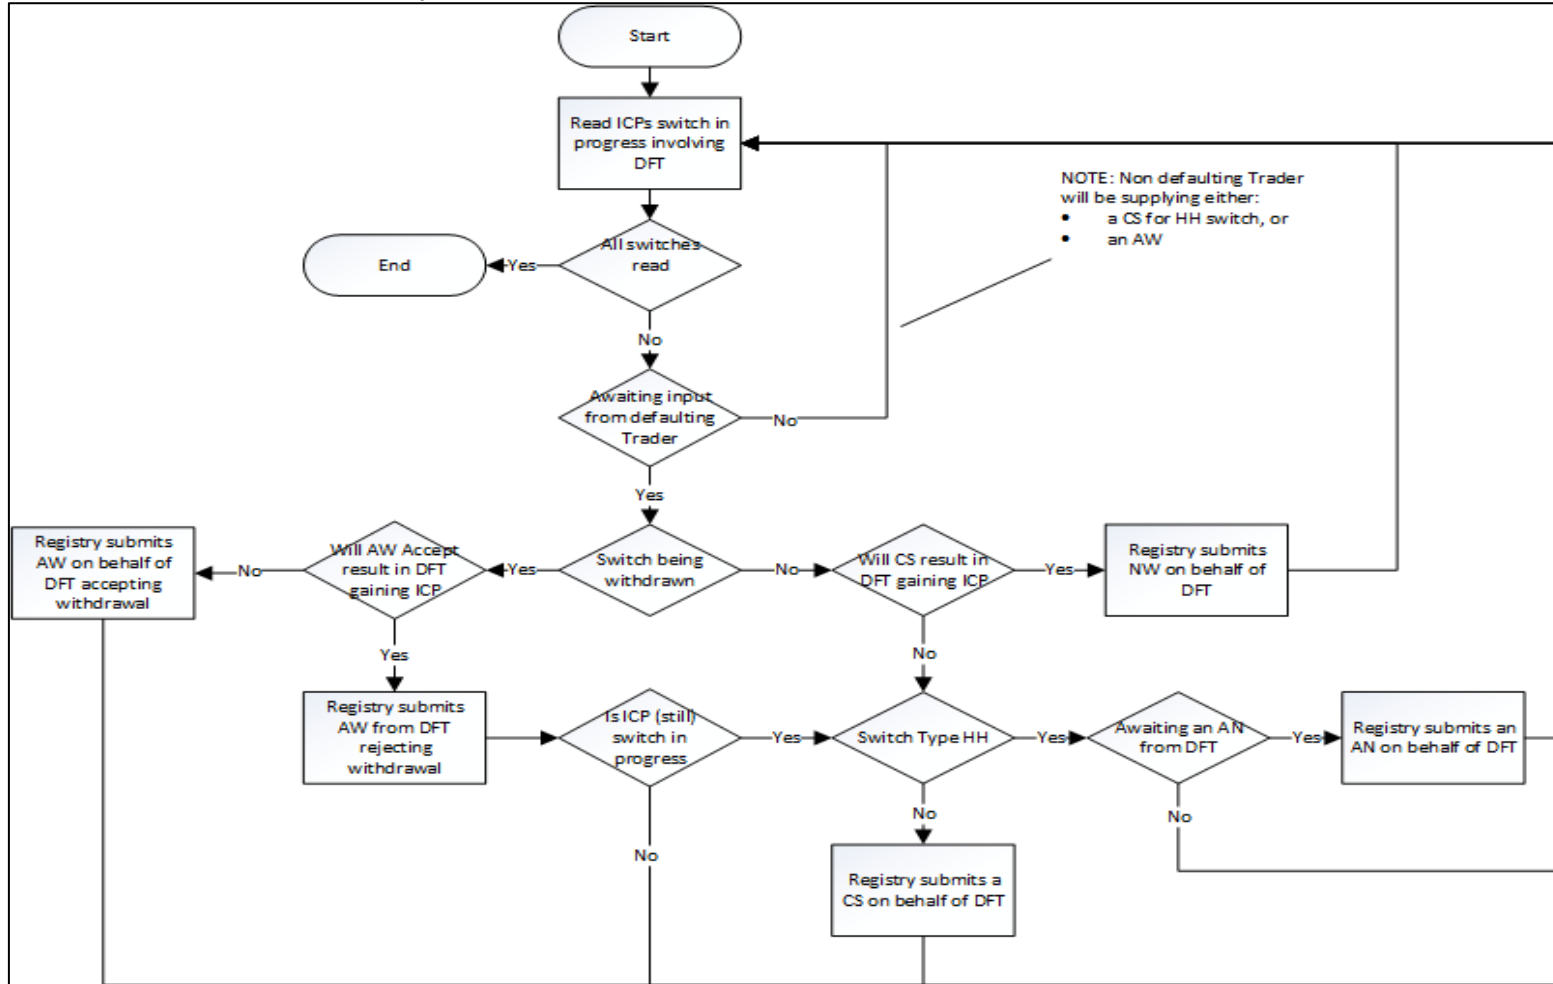 Start
Read ICPs switch in
progress involving
DFT
NOTE: Non defaulting Trader
will be supplying either:
• a CS for HH switch, or
• an AW
All switches
read
Yes
End
No
Awaiting input
from defaulting
Trader
No
Yes
Registry submits
AW on behalf of
DFT accepting
withdrawal
No
Will AW Accept
result in DFT
gaining ICP
Yes
Switch being
withdrawn
No
Will CS result in
DFT gaining ICP
Yes
Registry submits
NW on behalf of
DFT
Yes
No
Registry submits
AW from DFT
rejecting
withdrawal
Is ICP (still)
switch in
progress
Yes
Switch Type HH
Yes
Awaiting an AN
from DFT
Yes
Registry submits an
AN on behalf of DFT
No
No
No
Registry submits a
CS on behalf of DFT